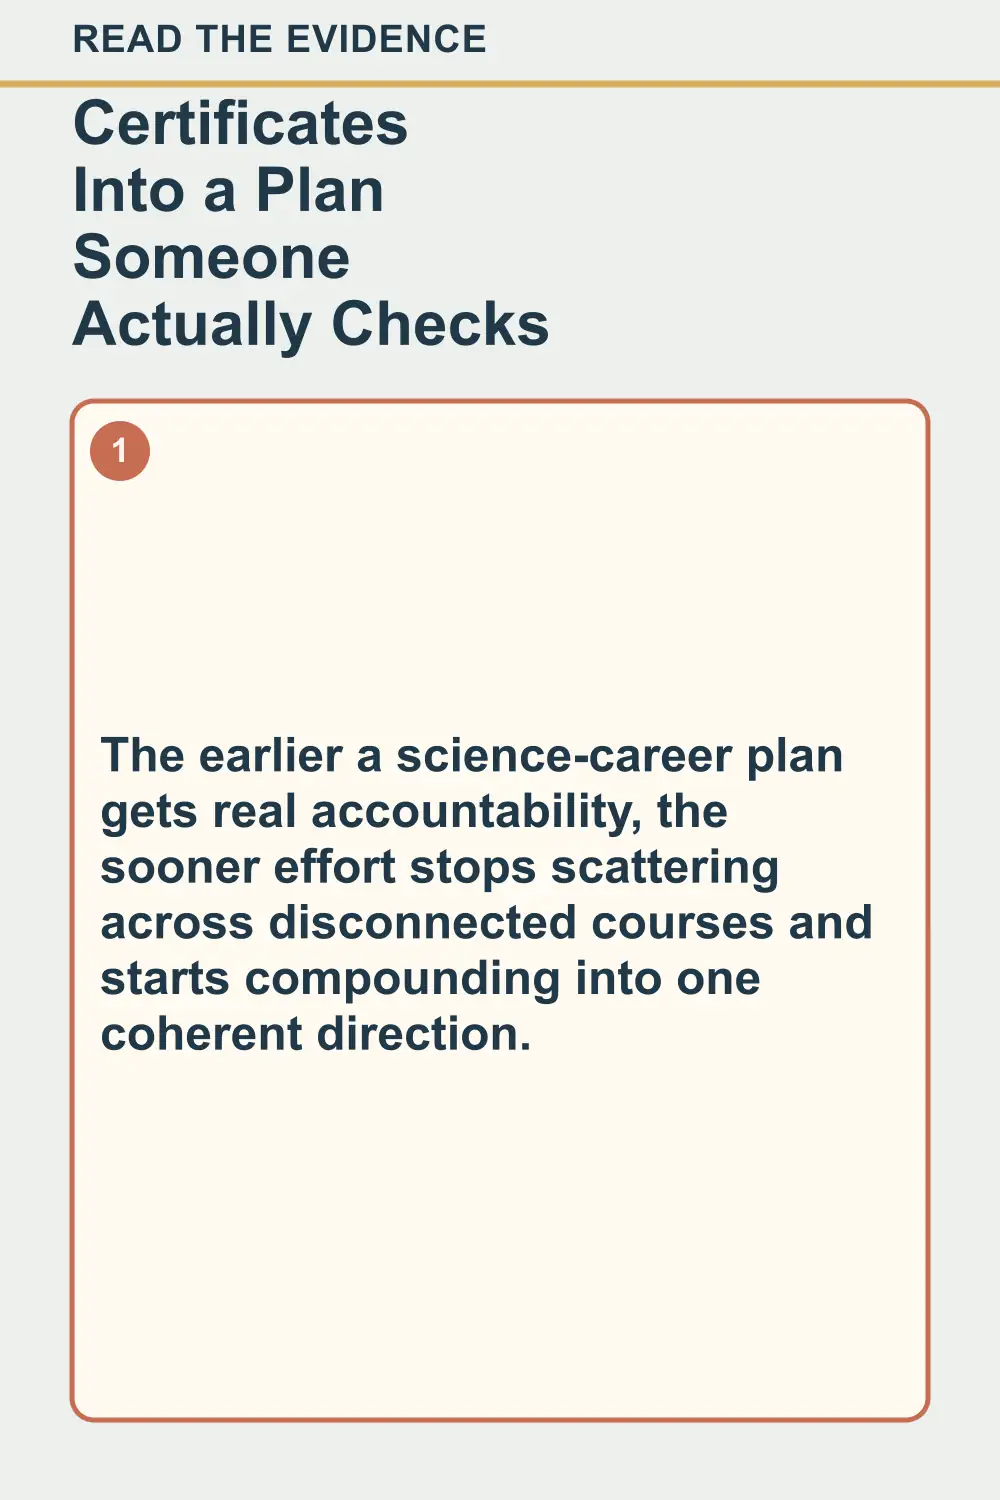 READ THE EVIDENCE
Certificates
Into a Plan
Someone
Actually Checks
1
The earlier a science-career plan
gets real accountability, the
sooner effort stops scattering
across disconnected courses and
starts compounding into one
coherent direction.